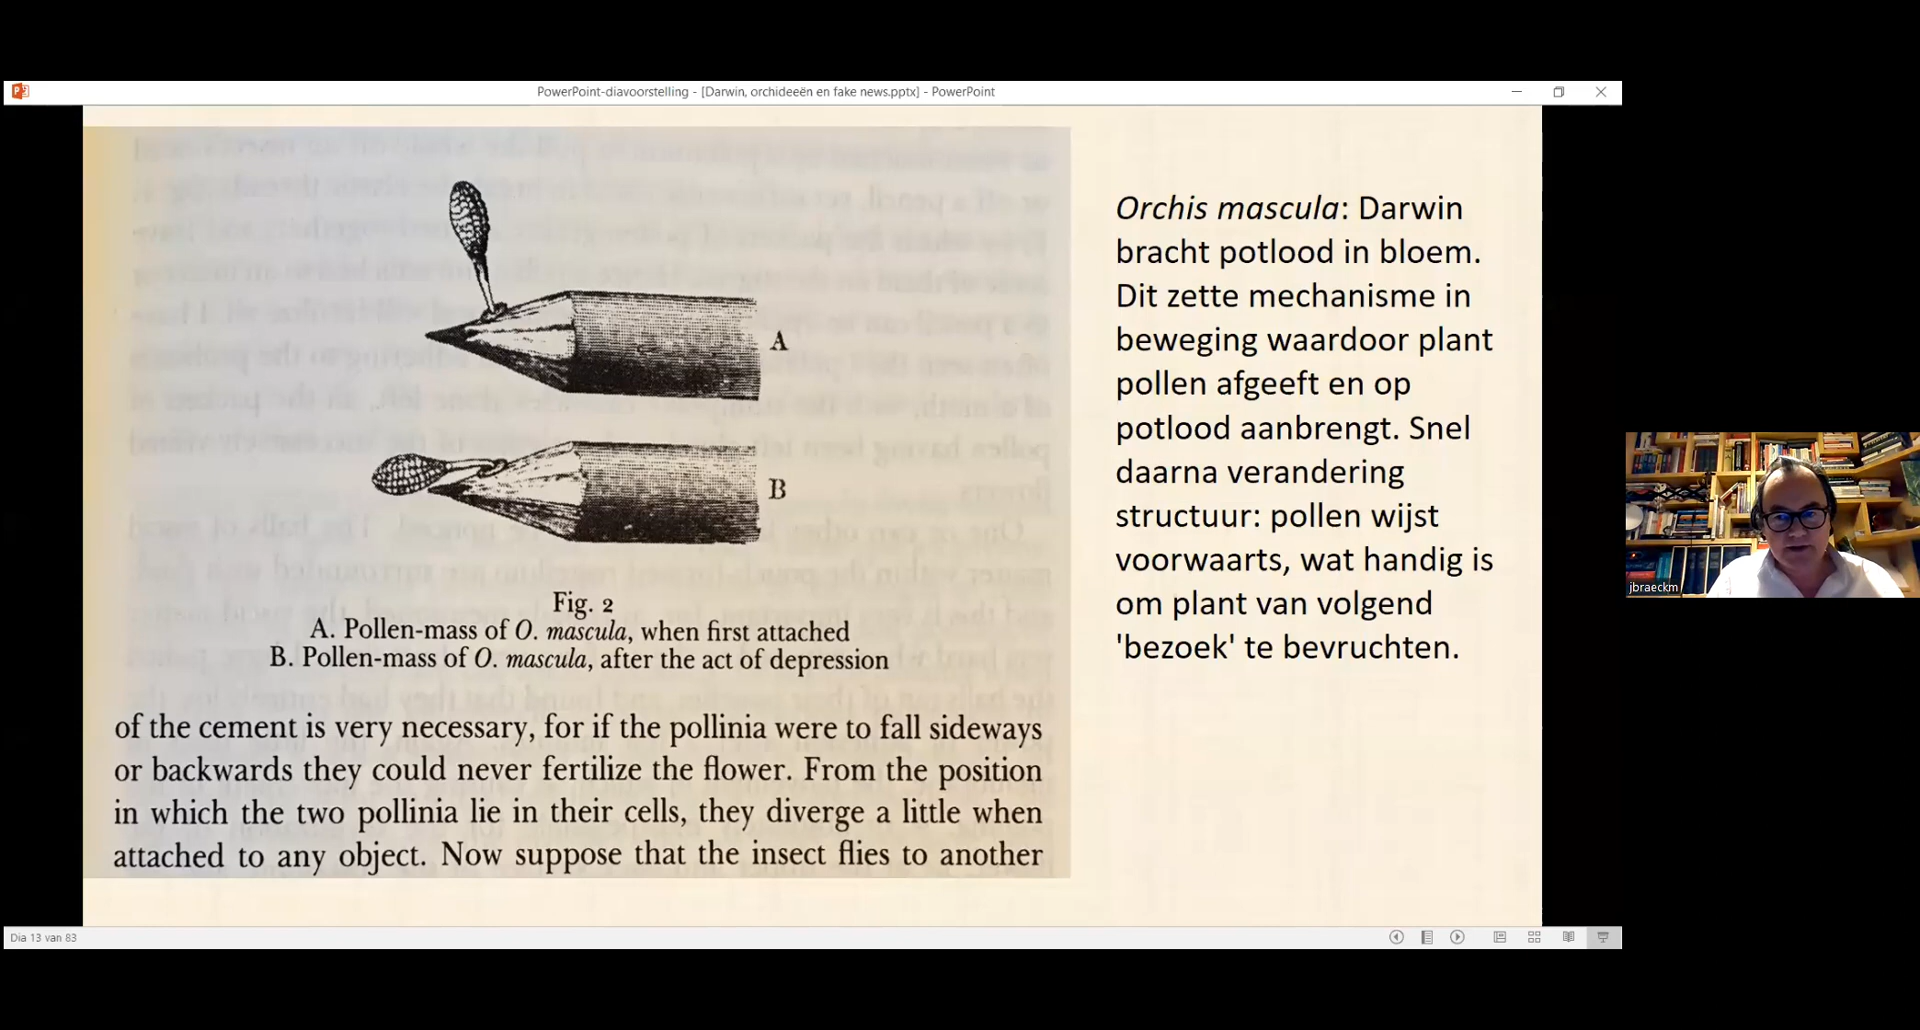 PowerPoint-diavoorstelling - [Darwin, orchideeën en fake news.pptx] - PowerPoint
A
B
Fig. 2
A. Pollen-mass of O. mascula, when first attached
B. Pollen-mass of O. mascula, after the act of depression
of the cement is very necessary, for if the pollinia were to fall sideways
or backwards they could never fertilize the flower. From the position
in which the two pollinia lie in their cells, they diverge a little when
attached to any object. Now suppose that the insect flies to another
Orchis mascula: Darwin
bracht potlood in bloem.
Dit zette mechanisme in
beweging waardoor plant
pollen afgeeft en op
potlood aanbrengt. Snel
daarna verandering
structuur: pollen wijst
voorwaarts, wat handig is
om plant van volgend
'bezoek' te bevruchten.
jbraeckm
Dia 13 van 83